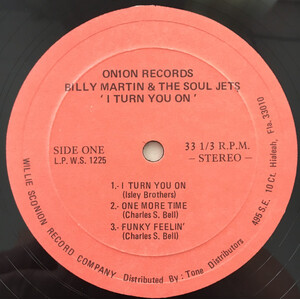 ONION RECORDS
BILLY MARTIN & THE SOUL JETS
' I TURN YOU ON '
SIDE ONE
L.P. W.S. 1225
33 1/3 R.P.M.
– STEREO –
1.- I TURN YOU ON
(Isley Brothers)
2.- ONE MORE TIME
(Charles S. Bell)
3.- FUNKY FEELIN'
(Charles S. Bell)
WILLIE SCONION RECORD COMPANY Distributed By: Tone Distributors 495 S.E. 10 Ct. Hialeah, Fla. 33010